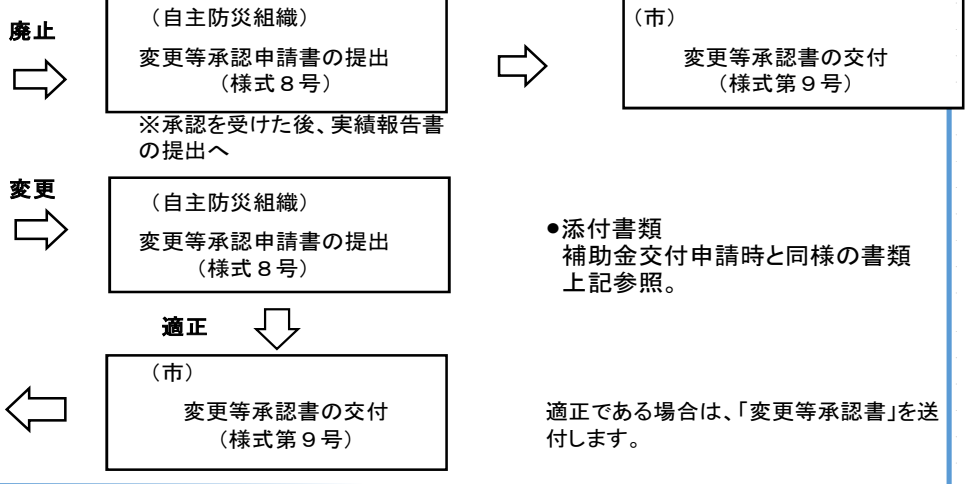 廃止
（自主防災組織）
変更等承認申請書の提出
（様式８号）
（市）
変更等承認書の交付
（様式第９号）
※承認を受けた後、実績報告書
の提出へ
変更
（自主防災組織）
変更等承認申請書の提出
（様式８号）
●添付書類
補助金交付申請時と同様の書類
上記参照。
適正
（市）
変更等承認書の交付
（様式第９号）
適正である場合は、「変更等承認書」を送
付します。